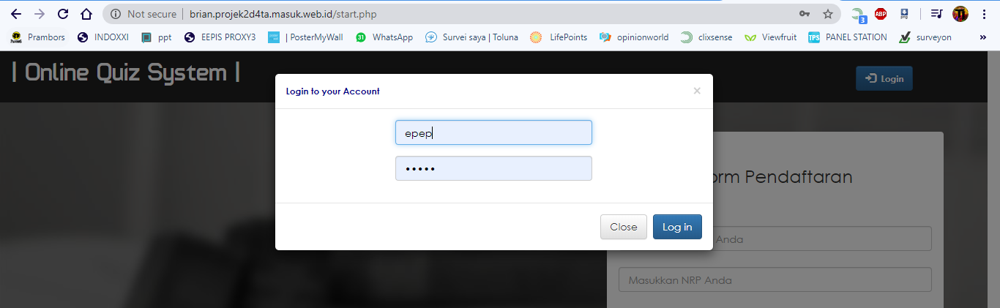 Not secure | brian.projek2d4ta.masuk.web.id/start.php 3 ABP png
Prambors INDOXXI ppt EEPIS PROXY3 | PosterMyWall 31 WhatsApp Survei saya | Toluna LifePoints opinionworld clixsense Viewfruit TPS PANEL STATION surveyon »
| Online Quiz System |
Login
Login to your Account ×
epep
•••••
Close Log in
orm Pendaftaran
Anda
Masukkan NRP Anda